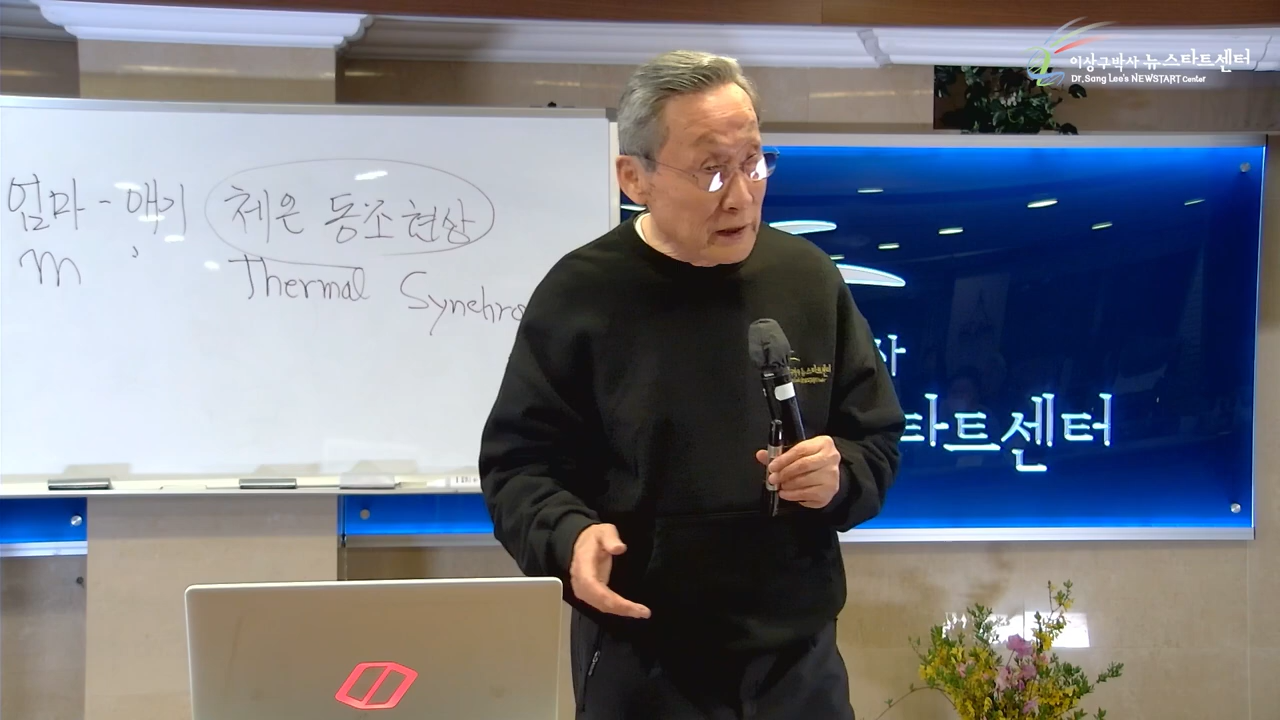 이상구박사 뉴스타트센터
Dr. Sang Lee's NEWSTART Center
엄마 - 애기 체온 동조 현상
m
Thermal Synchro
사
타트센터